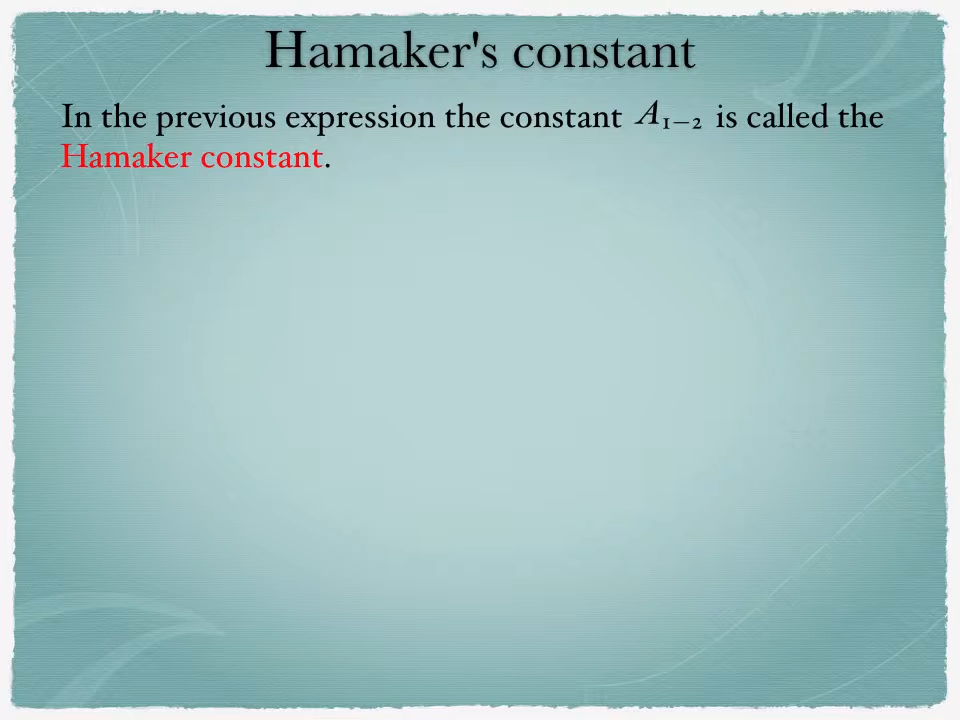 Hamaker's constant
In the previous expression the constant A₁₋₂ is called the
Hamaker constant.